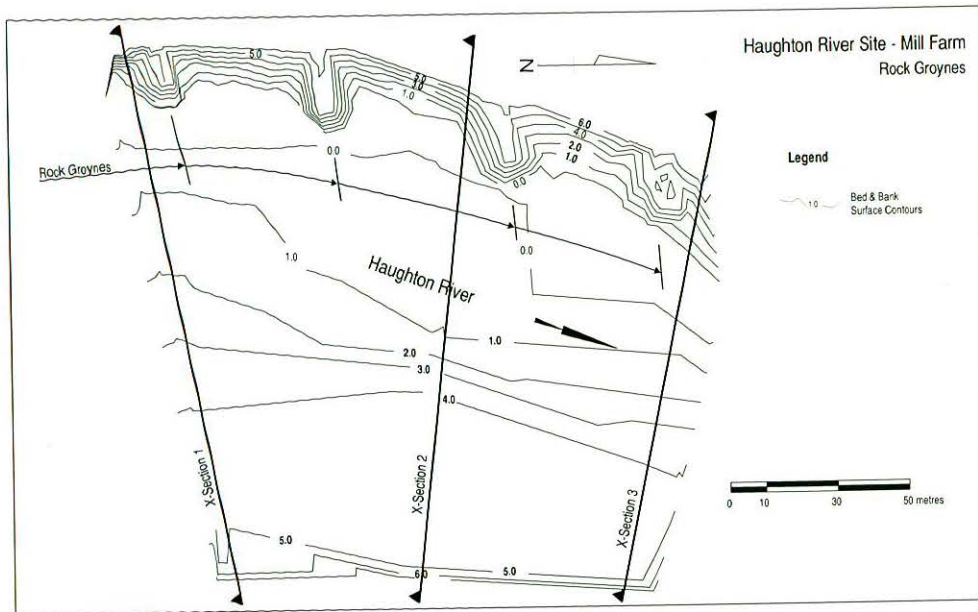 Haughton River Site - Mill Farm
Rock Groynes
N
5.0
5.0
1.0
1.0
6.0
4.0
2.0
1.0
0.0
0.0
0.0
Rock Groynes
1.0
Haughton River
1.0
2.0
3.0
4.0
X-Section 1
X-Section 2
X-Section 3
5.0
6.0
5.0
Legend
1.0
Bed & Bank
Surface Contours
0 10 30 50 metres